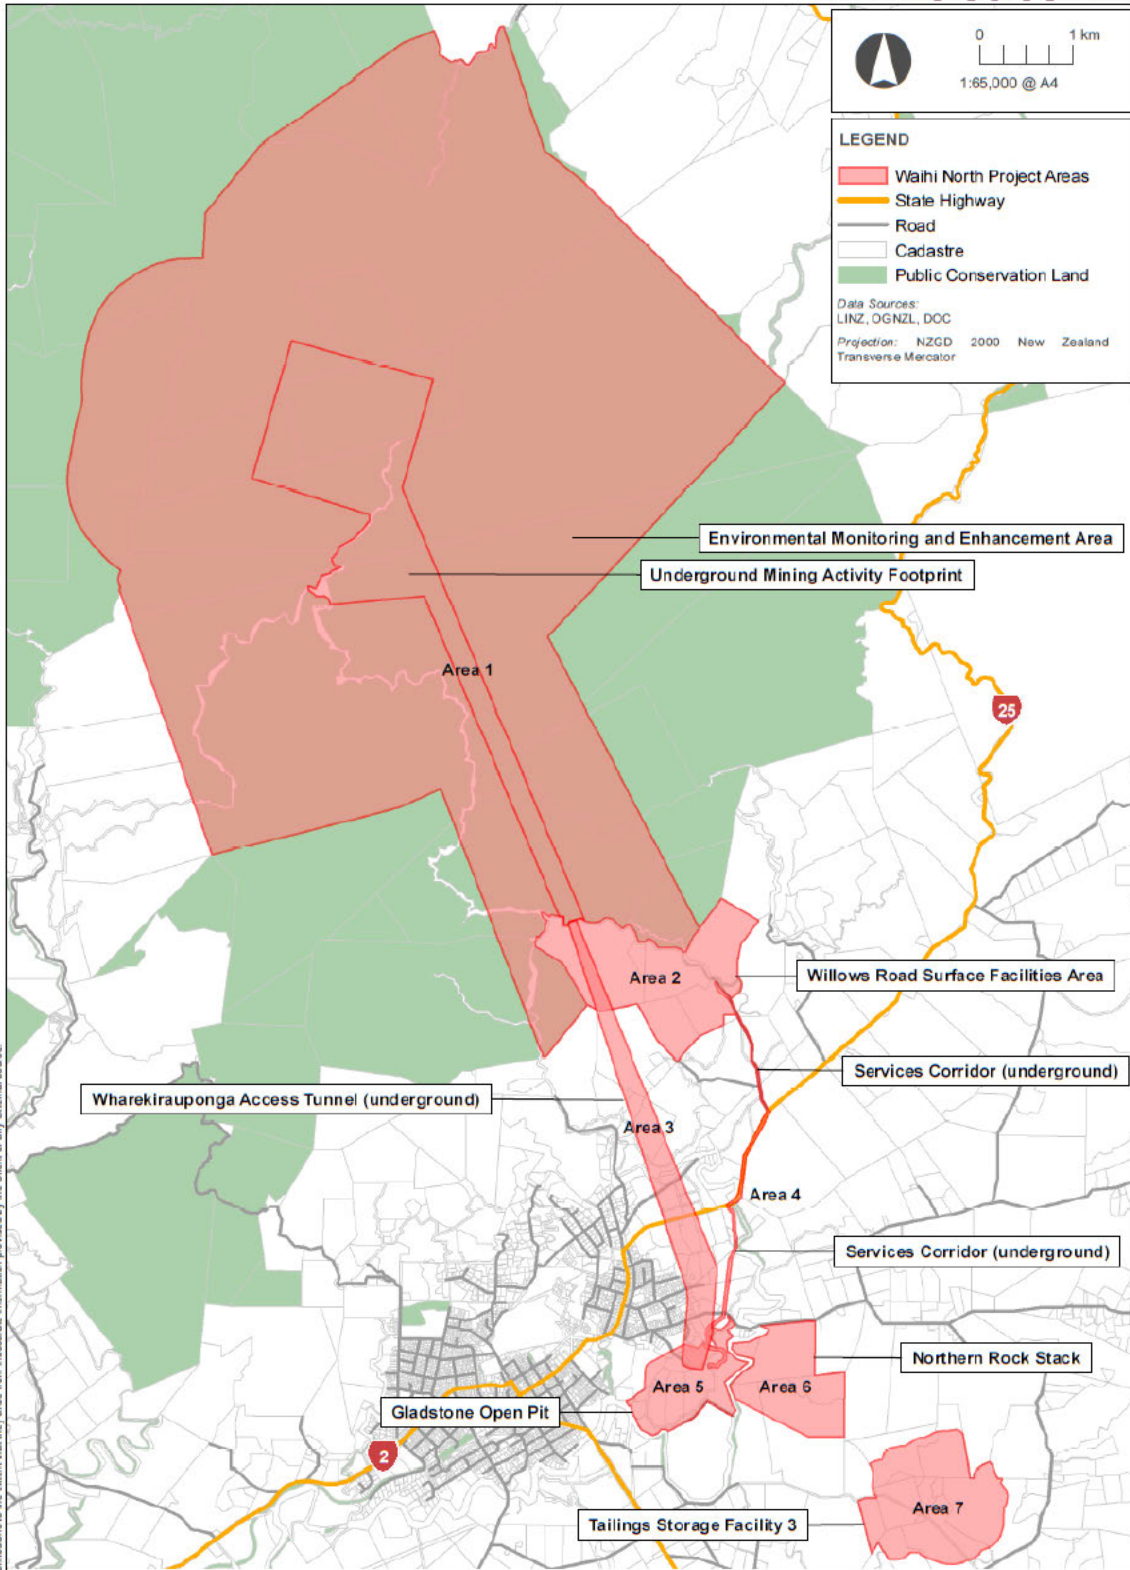 0 1 km
1:65,000 @ A4
LEGEND
Waihi North Project Areas
State Highway
Road
Cadastre
Public Conservation Land
Data Sources:
LINZ, OGNZL, DOC
Projection: NZGD 2000 New Zealand
Transverse Mercator
Environmental Monitoring and Enhancement Area
Underground Mining Activity Footprint
Area 1
25
Area 2
Willows Road Surface Facilities Area
Services Corridor (underground)
Wharekirauponga Access Tunnel (underground)
Area 3
Area 4
Services Corridor (underground)
Northern Rock Stack
Area 5
Area 6
Gladstone Open Pit
2
Area 7
Tailings Storage Facility 3